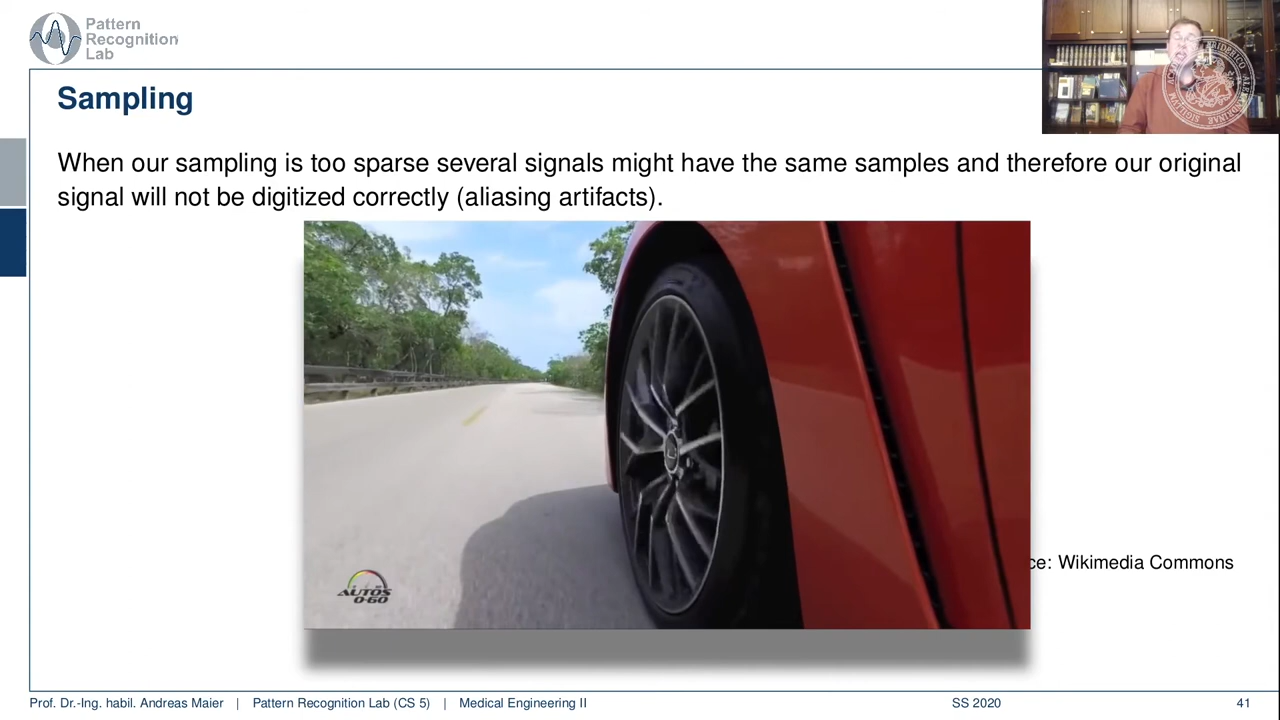 Pattern
Recognition
Lab
Sampling
When our sampling is too sparse several signals might have the same samples and therefore our original
signal will not be digitized correctly (aliasing artifacts).
AUTOS
0-60
ce: Wikimedia Commons
Prof. Dr.-Ing. habil. Andreas Maier | Pattern Recognition Lab (CS 5) | Medical Engineering II SS 2020 41